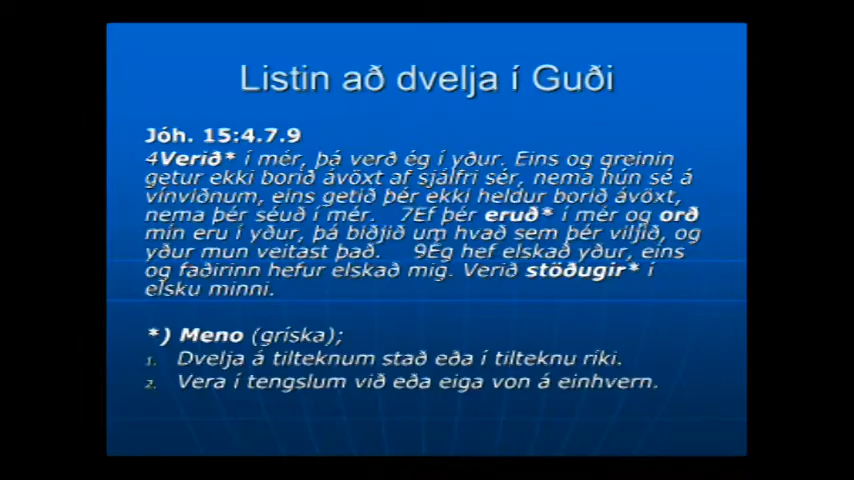 Listin að dvelja í Guði
Jóh. 15:4.7.9
4Verið* í mér, þá verð ég í yður. Eins og greinin
getur ekki borið ávöxt af sjálfri sér, nema hún sé á
vínviðnum, eins getið þér ekki heldur borið ávöxt,
nema þér séuð í mér. 7Ef þér eruð* í mér og orð
mín eru í yður, þá biðjið um hvað sem þér viljið, og
yður mun veitast það. 9Ég hef elskað yður, eins
og faðirinn hefur elskað mig. Verið stöðugir* í
elsku minni.
*) Meno (gríska);
1. Dvelja á tilteknum stað eða í tilteknu ríki.
2. Vera í tengslum við eða eiga von á einhvern.